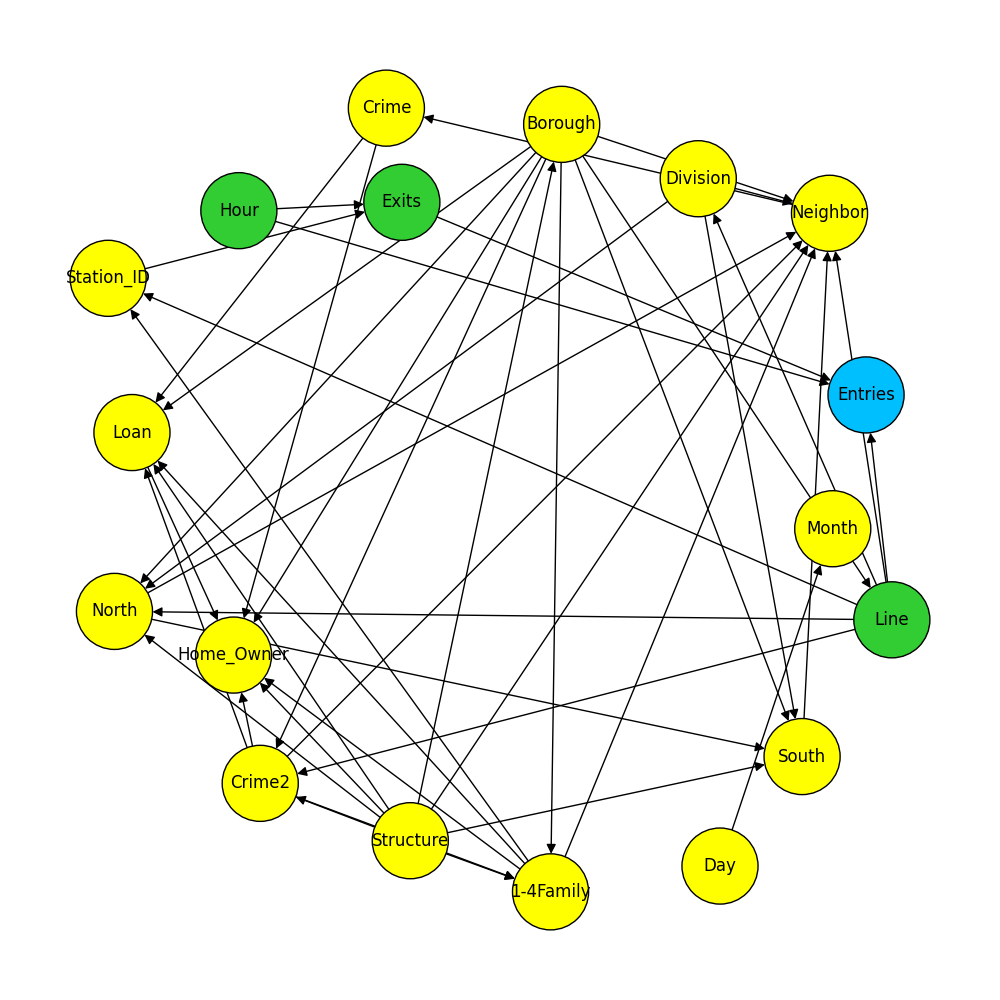 Crime
Borough
Division
Hour
Exits
Neighbor
Station_ID
Entries
Loan
Month
North
Line
Home_Owner
South
Crime2
Structure
Day
1-4Family